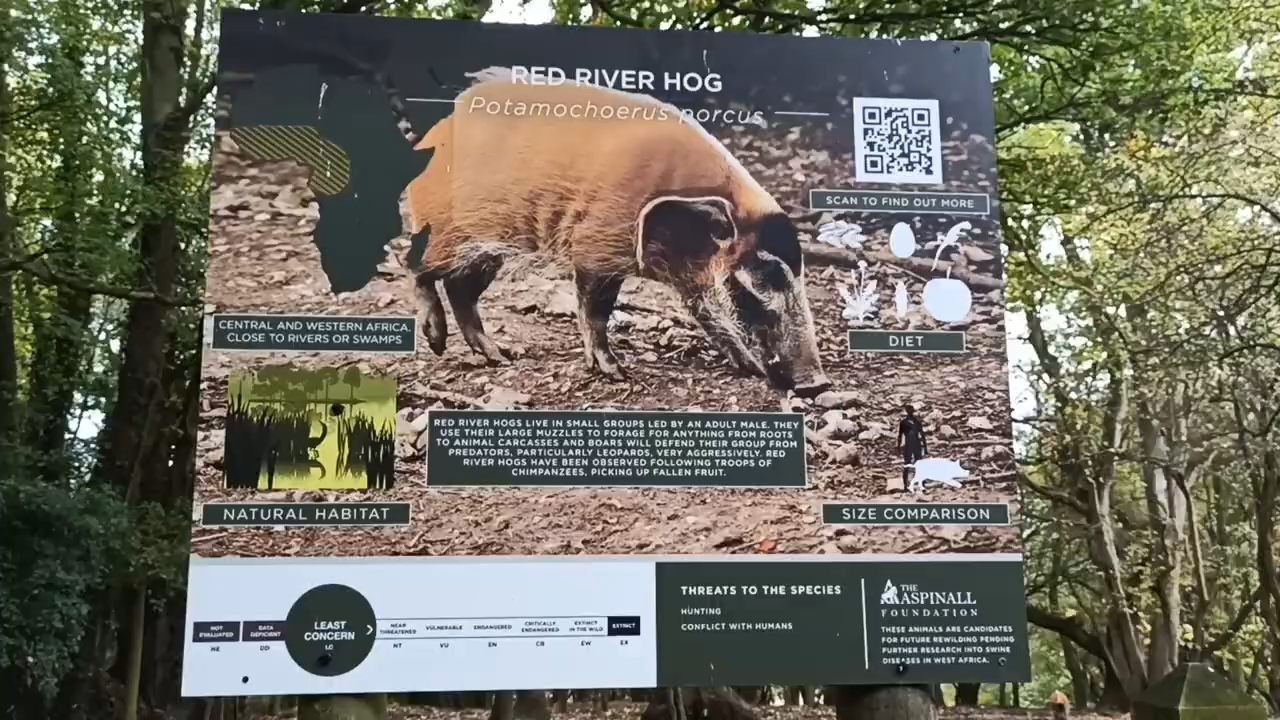 RED RIVER HOG
Potamochoerus porcus
SCAN TO FIND OUT MORE
CENTRAL AND WESTERN AFRICA.
CLOSE TO RIVERS OR SWAMPS
DIET
RED RIVER HOGS LIVE IN SMALL GROUPS LED BY AN ADULT MALE. THEY
USE THEIR LARGE MUZZLES TO FORAGE FOR ANYTHING FROM ROOTS
TO ANIMAL CARCASSES AND BOARS WILL DEFEND THEIR GROUP FROM
PREDATORS, PARTICULARLY LEOPARDS, VERY AGGRESSIVELY. RED
RIVER HOGS HAVE BEEN OBSERVED FOLLOWING TROOPS OF
CHIMPANZEES, PICKING UP FALLEN FRUIT.
NATURAL HABITAT
SIZE COMPARISON
NOT
EVALUATED
NE
DATA
DEFICIENT
DD
LEAST
CONCERN
LC
NEAR
THREATENED
NT
VULNERABLE
VU
ENDANGERED
EN
CRITICALLY
ENDANGERED
CR
EXTINCT
IN THE WILD
EW
EXTINCT
EX
THREATS TO THE SPECIES
HUNTING
CONFLICT WITH HUMANS
THE
ASPINALL
FOUNDATION
THESE ANIMALS ARE CANDIDATES
FOR FUTURE REWILDING PENDING
FURTHER RESEARCH INTO SWINE
DISEASES IN WEST AFRICA.